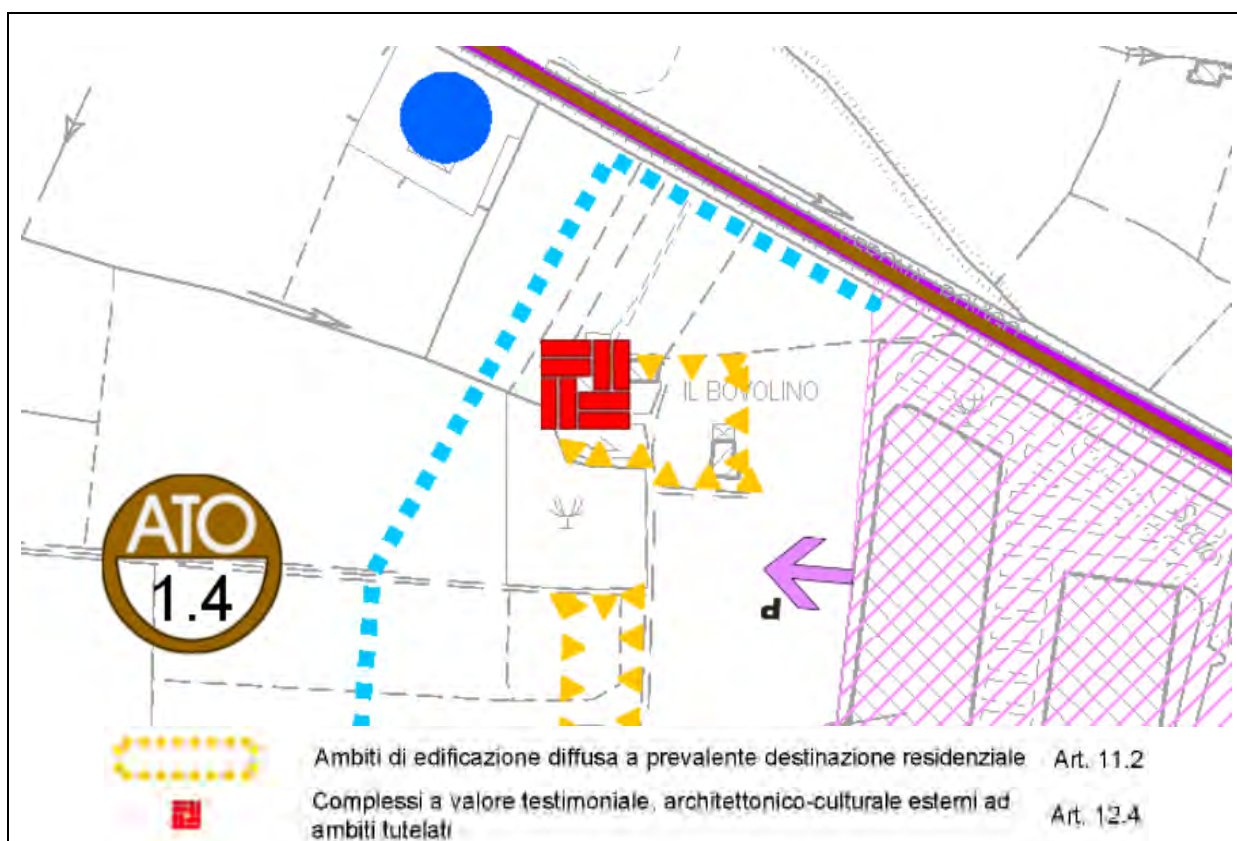 IL BOVOLINO
ATO
1.4
d
Ambiti di edificazione diffusa a prevalente destinazione residenziale Art. 11.2
Complessi a valore testimoniale, architettonico-culturale esterni ad
ambiti tutelati Art. 12.4